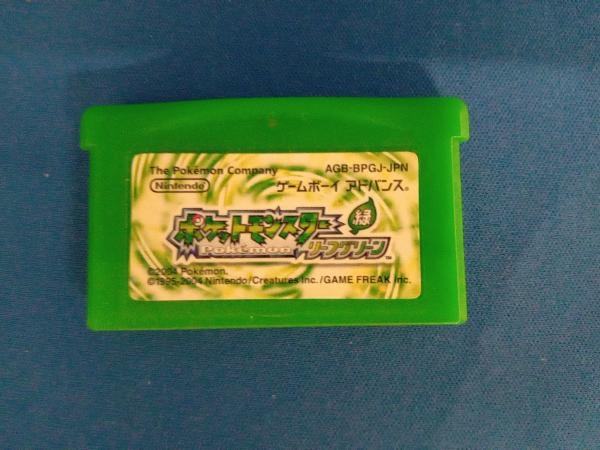 The Pokémon Company AGB-BPGJ-JPN
Nintendo ゲームボーイ アドバンス®
ポケットモンスター 緑
Pokémon リーフグリーン™
©2004 Pokémon.
©1995-2004 Nintendo/Creatures Inc./GAME FREAK inc.